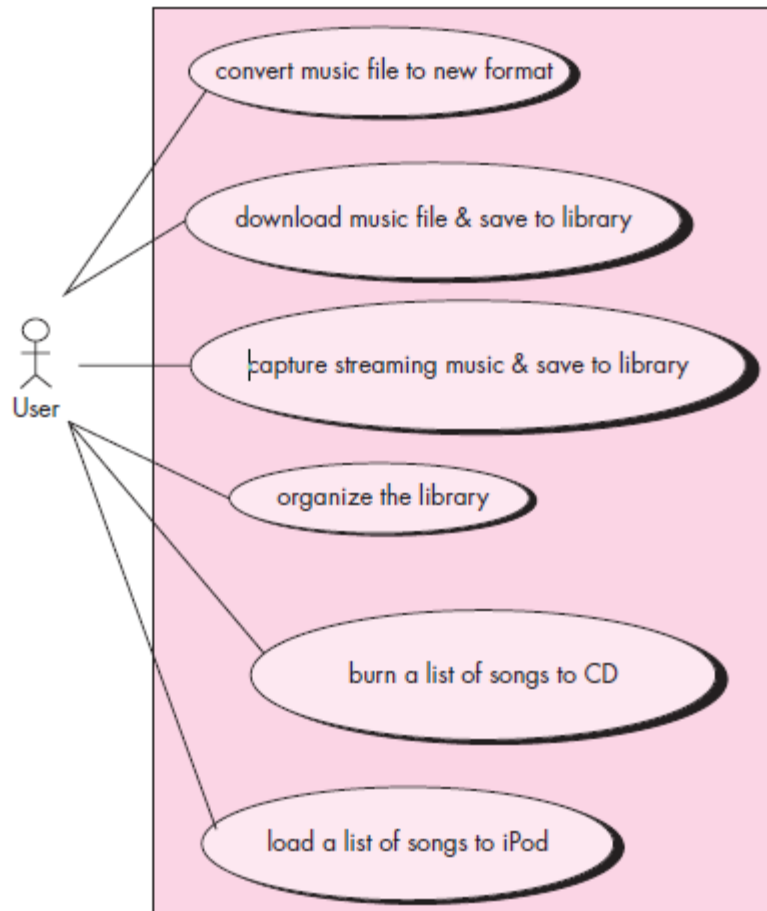 convert music file to new format
download music file & save to library
capture streaming music & save to library
User
organize the library
burn a list of songs to CD
load a list of songs to iPod